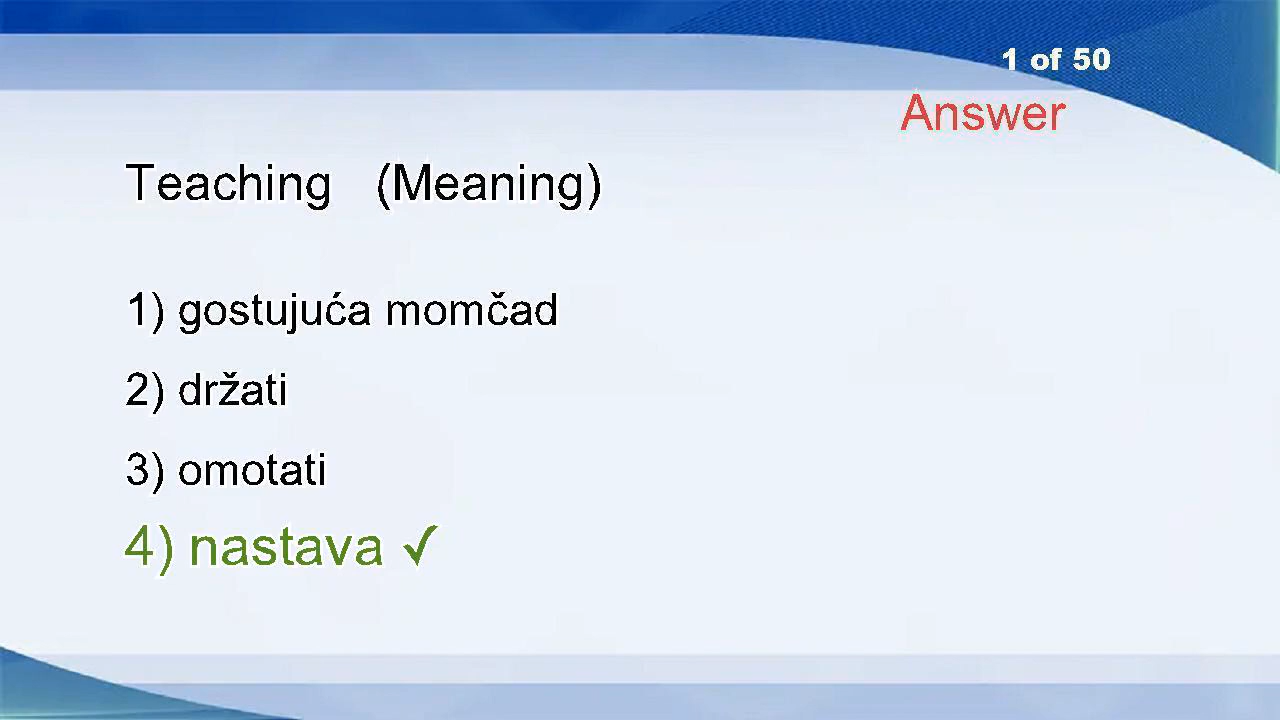 1 of 50
Answer
Teaching (Meaning)
1) gostujuća momčad
2) držati
3) omotati
4) nastava ✓